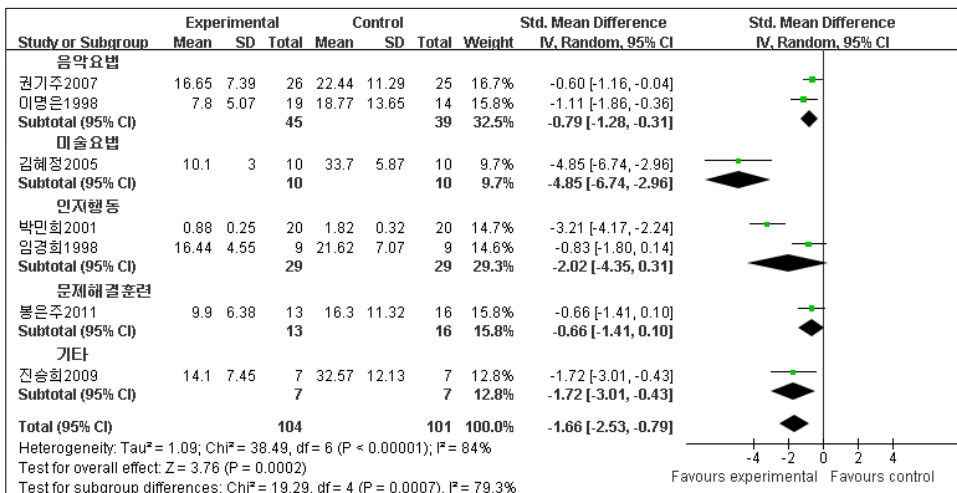 Experimental Control Std. Mean Difference Std. Mean Difference
Study or Subgroup Mean SD Total Mean SD Total Weight IV, Random, 95% CI IV, Random, 95% CI
음악요법
권기주2007 16.65 7.39 26 22.44 11.29 25 16.7% -0.60 [-1.16, -0.04]
이명은1998 7.8 5.07 19 18.77 13.65 14 15.8% -1.11 [-1.86, -0.36]
Subtotal (95% CI) 45 39 32.5% -0.79 [-1.28, -0.31]
미술요법
김혜정2005 10.1 3 10 33.7 5.87 10 9.7% -4.85 [-6.74, -2.96]
Subtotal (95% CI) 10 10 9.7% -4.85 [-6.74, -2.96]
인지행동
박민희2001 0.88 0.25 20 1.82 0.32 20 14.7% -3.21 [-4.17, -2.24]
임경희1998 16.44 4.55 9 21.62 7.07 9 14.6% -0.83 [-1.80, 0.14]
Subtotal (95% CI) 29 29 29.3% -2.02 [-4.35, 0.31]
문제해결훈련
봉은주2011 9.9 6.38 13 16.3 11.32 16 15.8% -0.66 [-1.41, 0.10]
Subtotal (95% CI) 13 16 15.8% -0.66 [-1.41, 0.10]
기타
진승희2009 14.1 7.45 7 32.57 12.13 7 12.8% -1.72 [-3.01, -0.43]
Subtotal (95% CI) 7 7 12.8% -1.72 [-3.01, -0.43]
Total (95% CI) 104 101 100.0% -1.66 [-2.53, -0.79]
Heterogeneity: Tau² = 1.09; Chi² = 38.49, df = 6 (P < 0.00001); I² = 84%
Test for overall effect: Z = 3.76 (P = 0.0002)
Test for subgroup differences: Chi² = 19.29, df = 4 (P = 0.0007), I² = 79.3%
-4 -2 0 2 4
Favours experimental Favours control